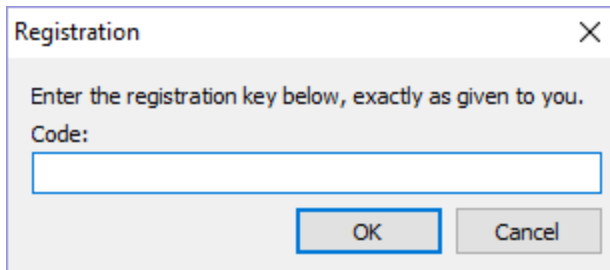 Registration
Enter the registration key below, exactly as given to you.
Code:
OK Cancel